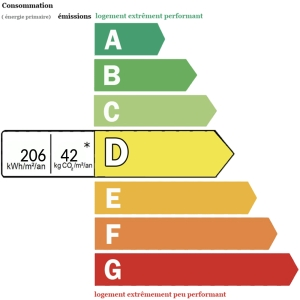 Consommation
( énergie primaire) émissions logement extrêmement performant
A
B
C
206 42 * D
kWh/m²/an kg CO₂/m²/an
E
F
G
logement extrêmement peu performant